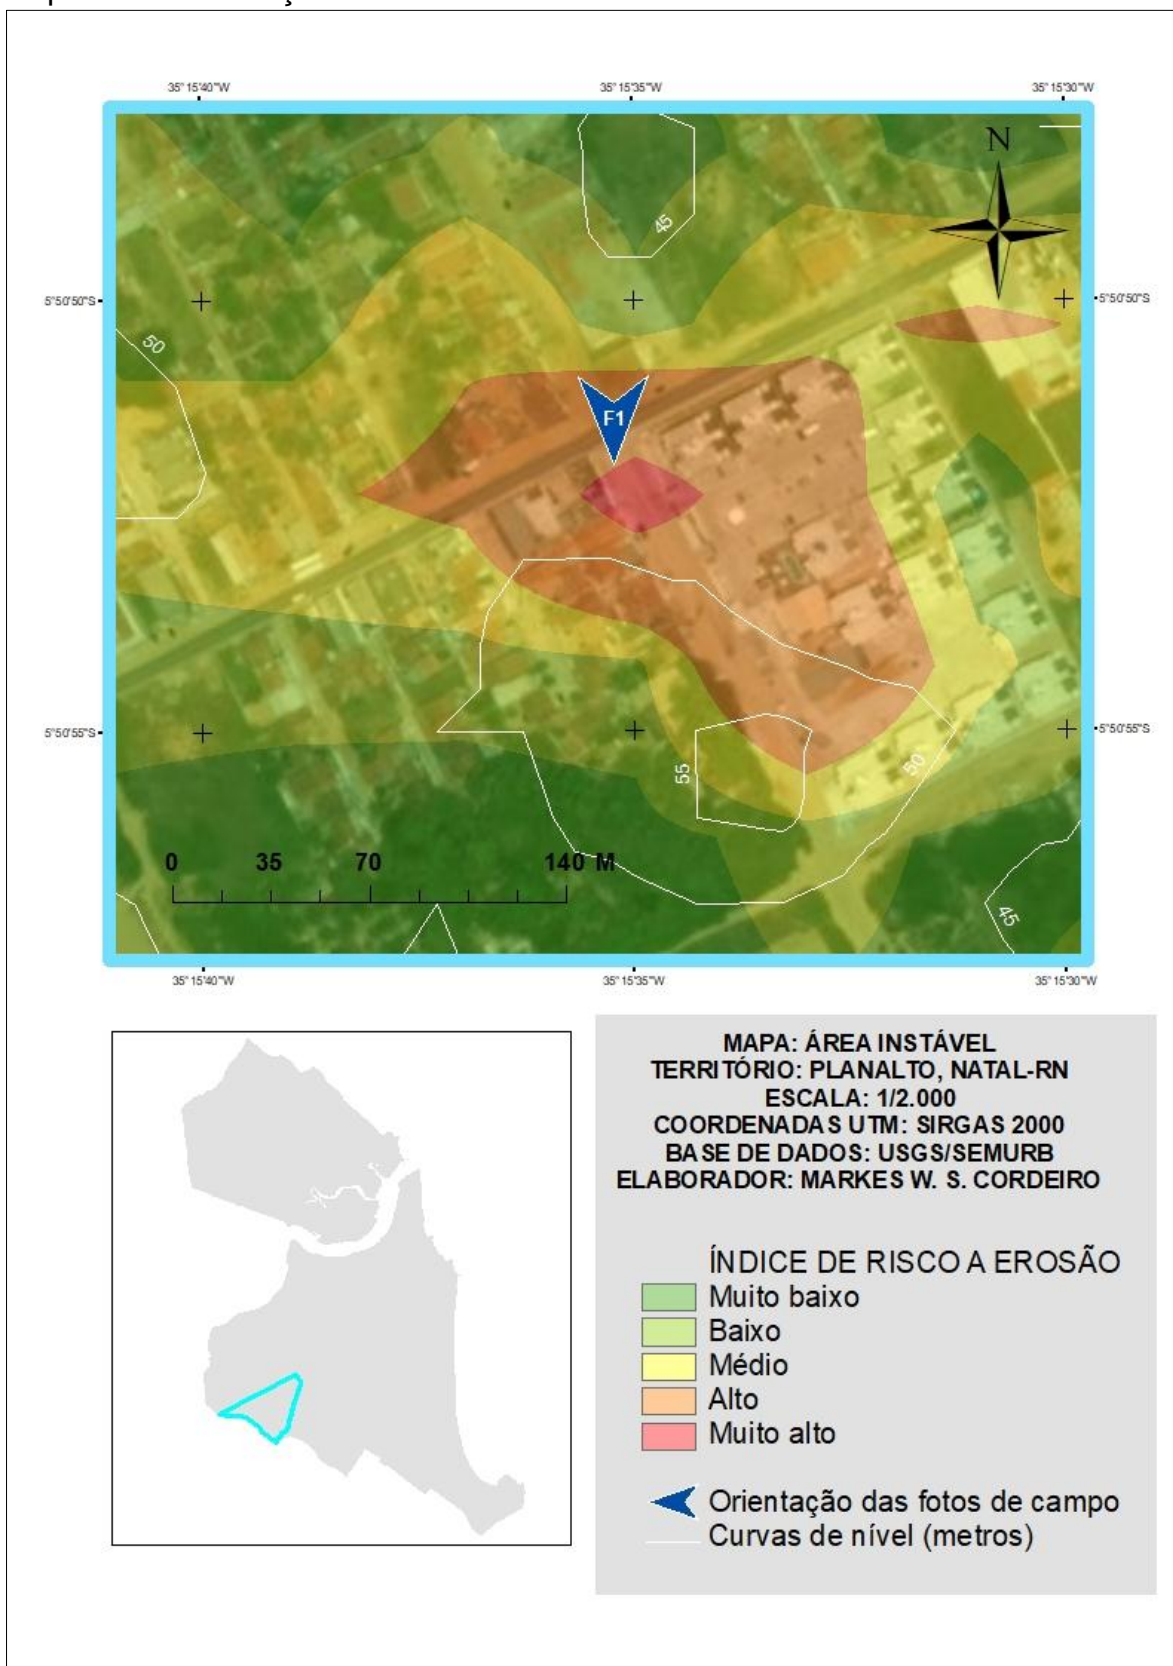 35°15'40"W
35°15'35"W
35°15'30"W
N
45
5°50'50"S
5°50'50"S
50
F1
5°50'55"S
5°50'55"S
55
50
0 35 70 140 M
45
35°15'40"W
35°15'35"W
35°15'30"W
MAPA: ÁREA INSTÁVEL
TERRITÓRIO: PLANALTO, NATAL-RN
ESCALA: 1/2.000
COORDENADAS UTM: SIRGAS 2000
BASE DE DADOS: USGS/SEMURB
ELABORADOR: MARKES W. S. CORDEIRO
ÍNDICE DE RISCO A EROSÃO
Muito baixo
Baixo
Médio
Alto
Muito alto
Orientação das fotos de campo
Curvas de nível (metros)